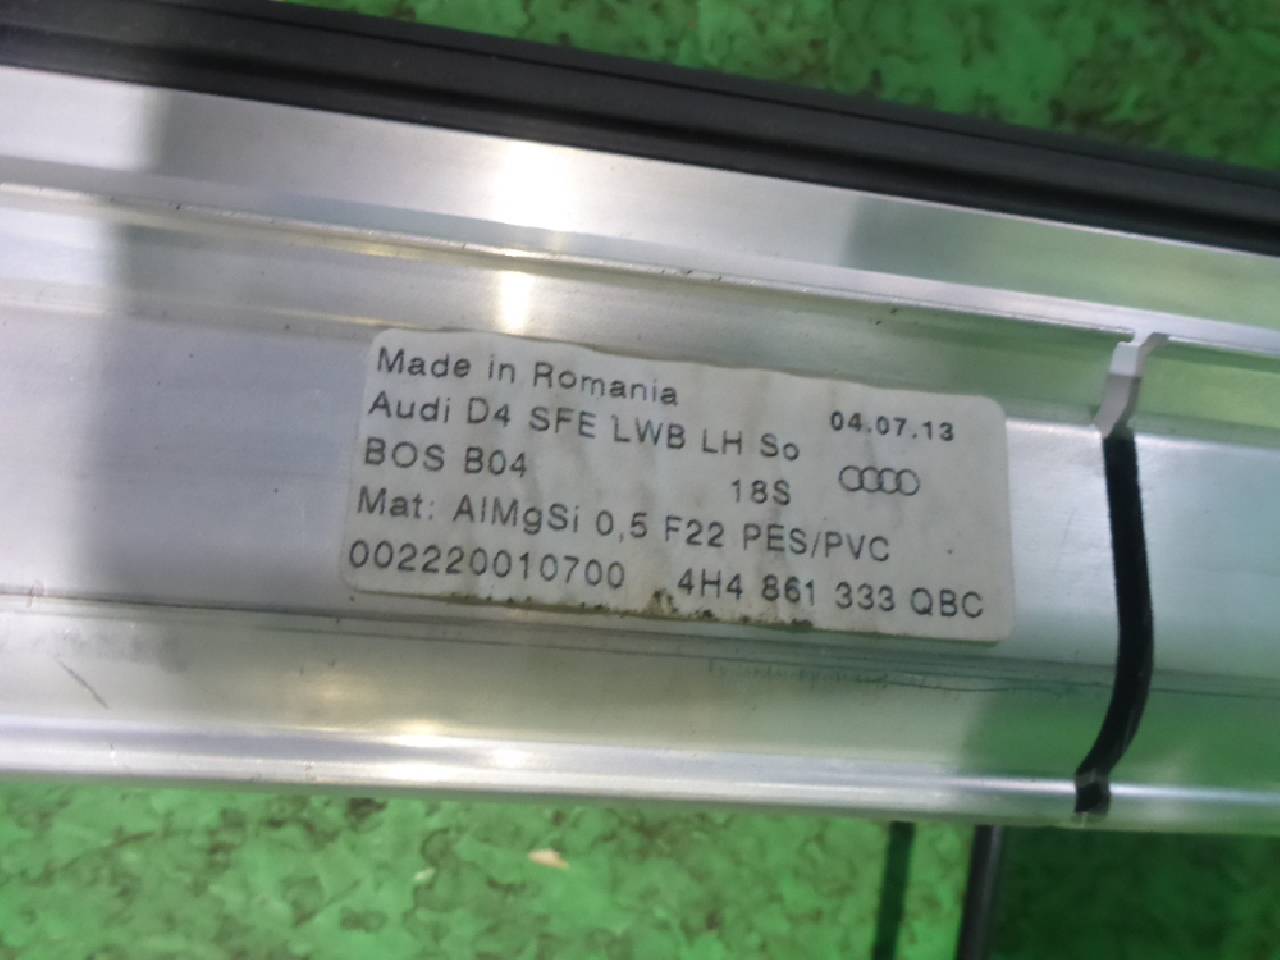 Made in Romania
Audi D4 SFE LWB LH So 04.07.13
BOS B04 18S
Mat: AlMgSi 0,5 F22 PES/PVC
002220010700 4H4 861 333 QBC